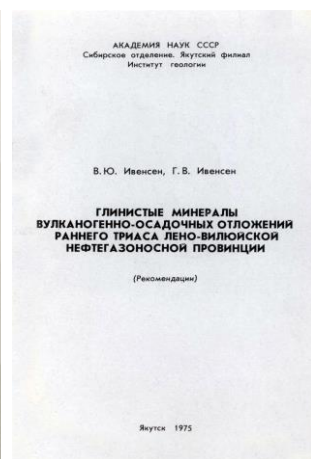 АКАДЕМИЯ НАУК СССР
Сибирское отделение. Якутский филиал
Институт геологии
В. Ю. Ивенсен, Г. В. Ивенсен
ГЛИНИСТЫЕ МИНЕРАЛЫ
ВУЛКАНОГЕННО-ОСАДОЧНЫХ ОТЛОЖЕНИЙ
РАННЕГО ТРИАСА ЛЕНО-ВИЛЮЙСКОЙ
НЕФТЕГАЗОНОСНОЙ ПРОВИНЦИИ
(Рекомендации)
Якутск 1975